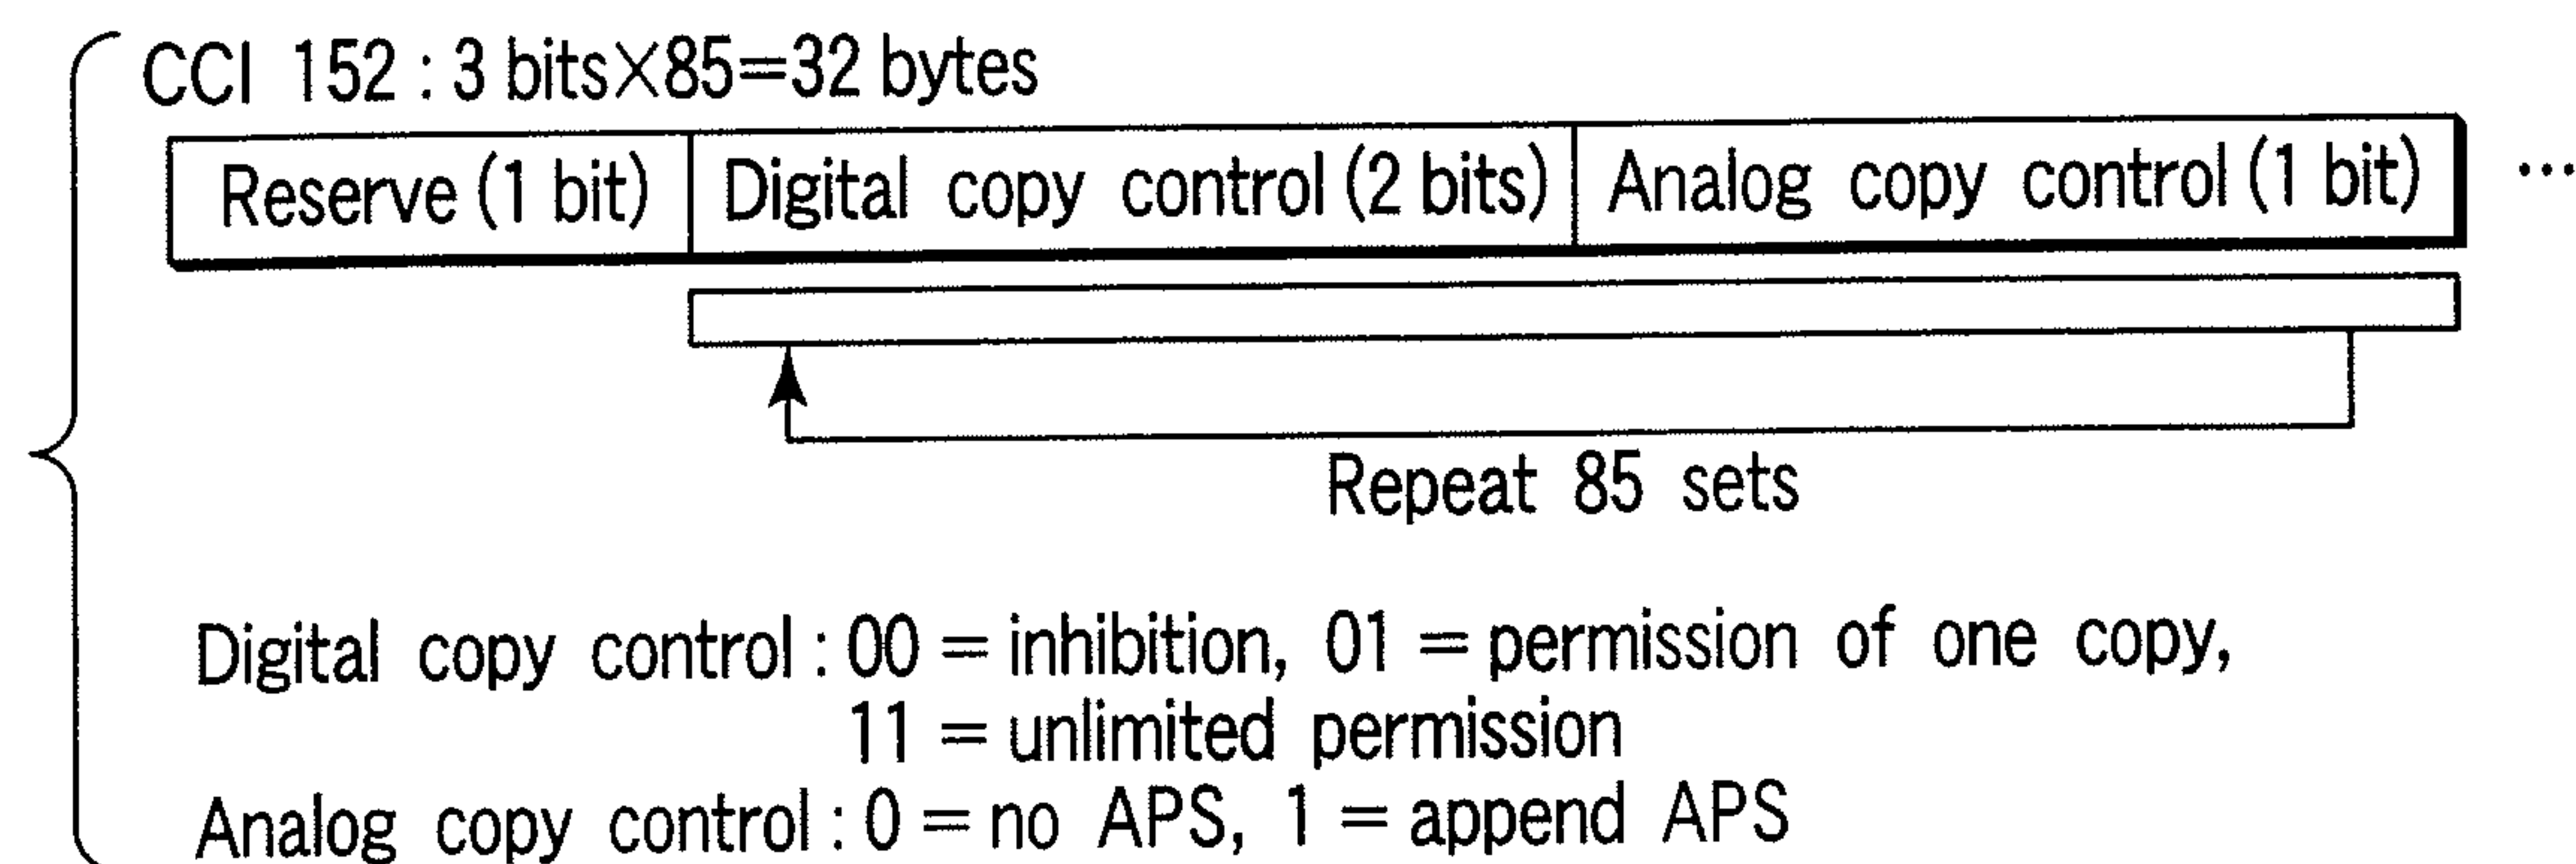 CCI 152 : 3 bits×85=32 bytes
Reserve (1 bit) Digital copy control (2 bits) Analog copy control (1 bit) ...
Repeat 85 sets
Digital copy control : 00 = inhibition, 01 = permission of one copy,
11 = unlimited permission
Analog copy control : 0 = no APS, 1 = append APS